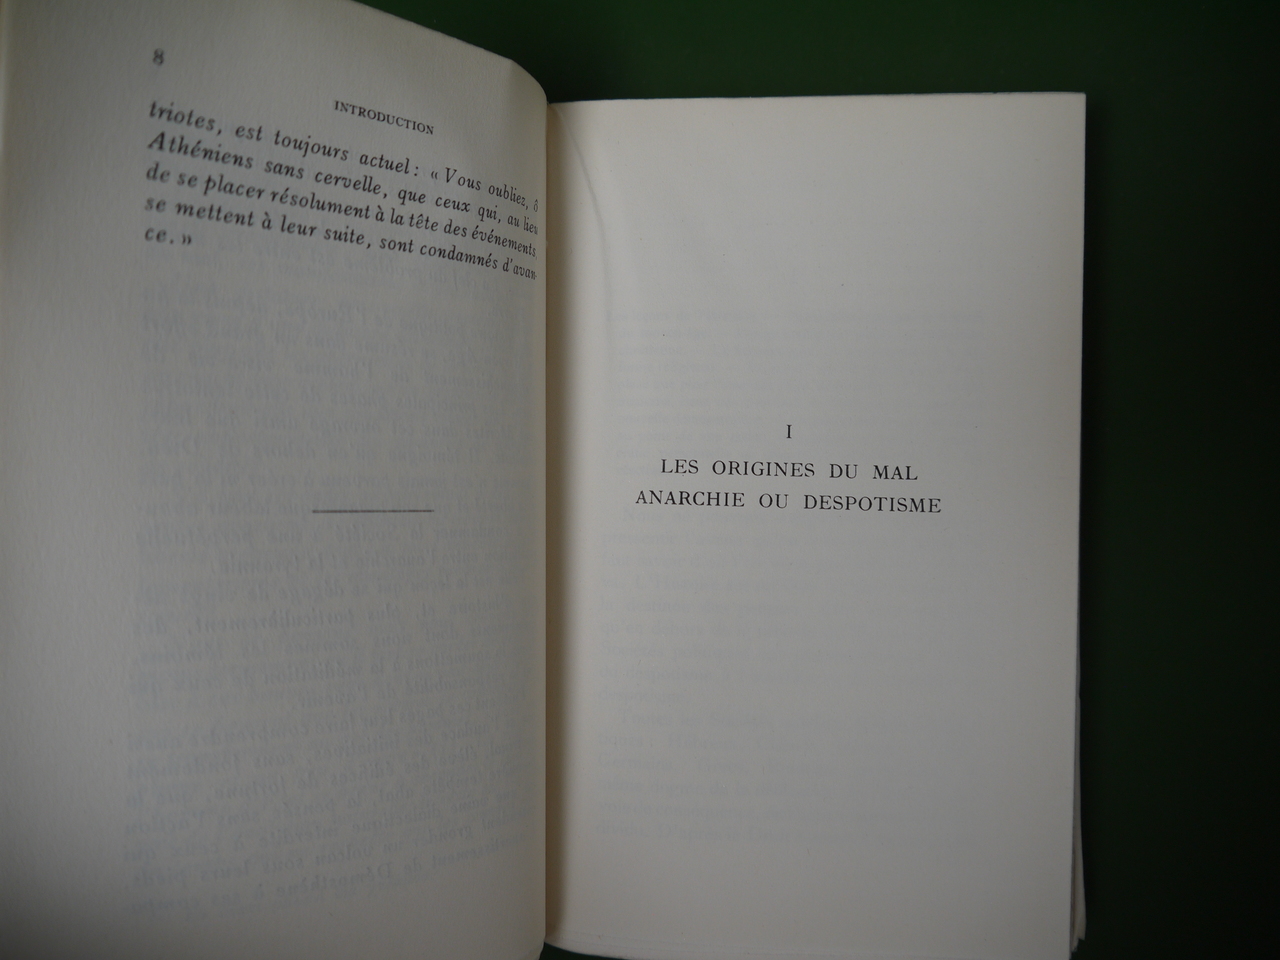 8
INTRODUCTION
triotes, est toujours actuel : « Vous oubliez, ô
Athéniens sans cervelle, que ceux qui, au lieu
de se placer résolument à la tête des événements
se mettent à leur suite, sont condamnés d'avan-
ce. »
I
LES ORIGINES DU MAL
ANARCHIE OU DESPOTISME